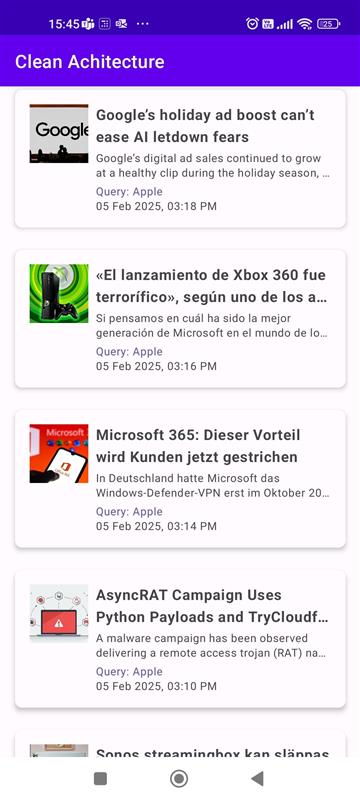 15:45
25
Clean Achitecture
Google
Google's holiday ad boost can't
ease AI letdown fears
Google's digital ad sales continued to grow
at a healthy clip during the holiday season, …
Query: Apple
05 Feb 2025, 03:18 PM
«El lanzamiento de Xbox 360 fue
terrorífico», según uno de los a…
Si pensamos en cuál ha sido la mejor
generación de Microsoft en el mundo de lo…
Query: Apple
05 Feb 2025, 03:16 PM
Microsoft
Microsoft 365: Dieser Vorteil
wird Kunden jetzt gestrichen
In Deutschland hatte Microsoft das
Windows-Defender-VPN erst im Oktober 20…
Query: Apple
05 Feb 2025, 03:14 PM
AsyncRAT Campaign Uses
Python Payloads and TryCloudf…
A malware campaign has been observed
delivering a remote access trojan (RAT) na…
Query: Apple
05 Feb 2025, 03:10 PM
Sonos streamingbox kan släppas